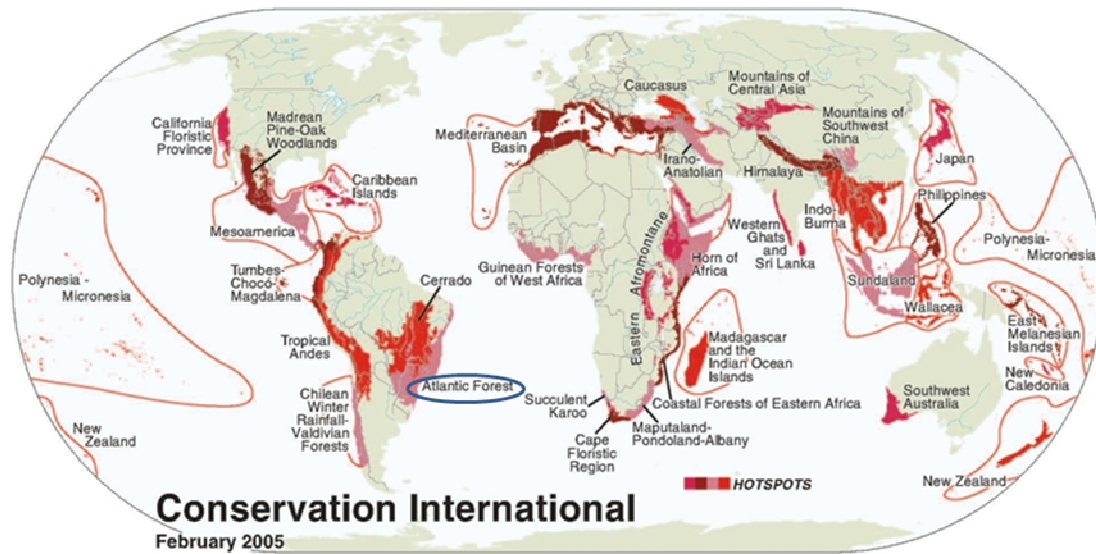 California
Floristic
Province
Madrean
Pine-Oak
Woodlands
Caribbean
Islands
Mesoamerica
Polynesia -
Micronesia
Tumbes-
Chocó-
Magdalena
Cerrado
Tropical
Andes
Atlantic Forest
Chilean
Winter
Rainfall-
Valdivian
Forests
New
Zealand
Mediterranean
Basin
Caucasus
Mountains of
Central Asia
Mountains of
Southwest
China
Irano-
Anatolian
Himalaya
Japan
Philippines
Indo-
Burma
Western
Ghats
and
Sri Lanka
Horn of
Africa
Guinean Forests
of West Africa
Eastern Afromontane
Polynesia-
Micronesia
Sundaland
Wallacea
East
Melanesian
Islands
New
Caledonia
Madagascar
and the
Indian Ocean
Islands
Southwest
Australia
Succulent
Karoo
Coastal Forests of Eastern Africa
Maputaland-
Pondoland-Albany
Cape
Floristic
Region
New Zealand
HOTSPOTS
Conservation International
February 2005